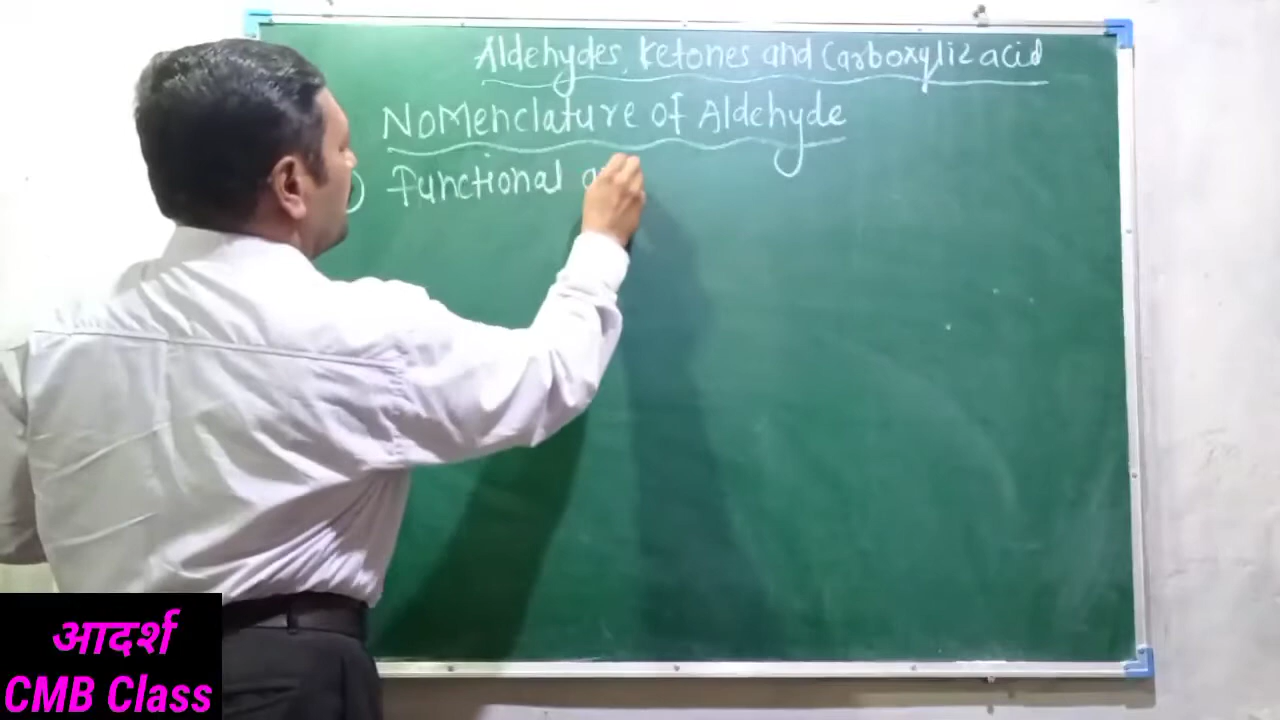 Aldehydes, Ketones and Carboxylic acid
Nomenclature of Aldehyde
Functional
आदर्श
CMB Class